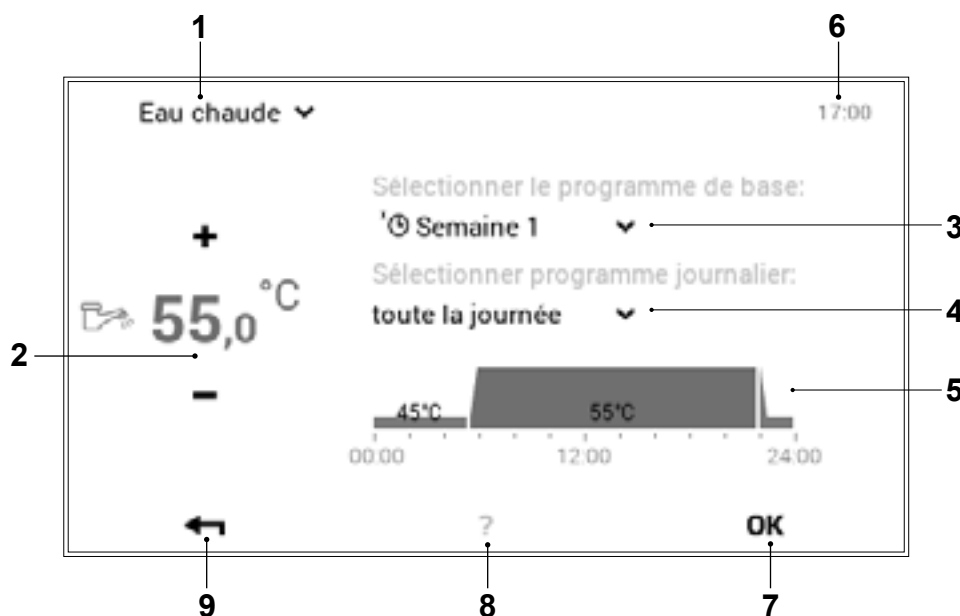 1 6
Eau chaude 17:00
Sélectionner le programme de base:
Semaine 1 3
+
Sélectionner programme journalier:
°C
55,0 toute la journée 4
2
- 5
45°C 55°C
00:00 12:00 24:00
? OK
9 8 7